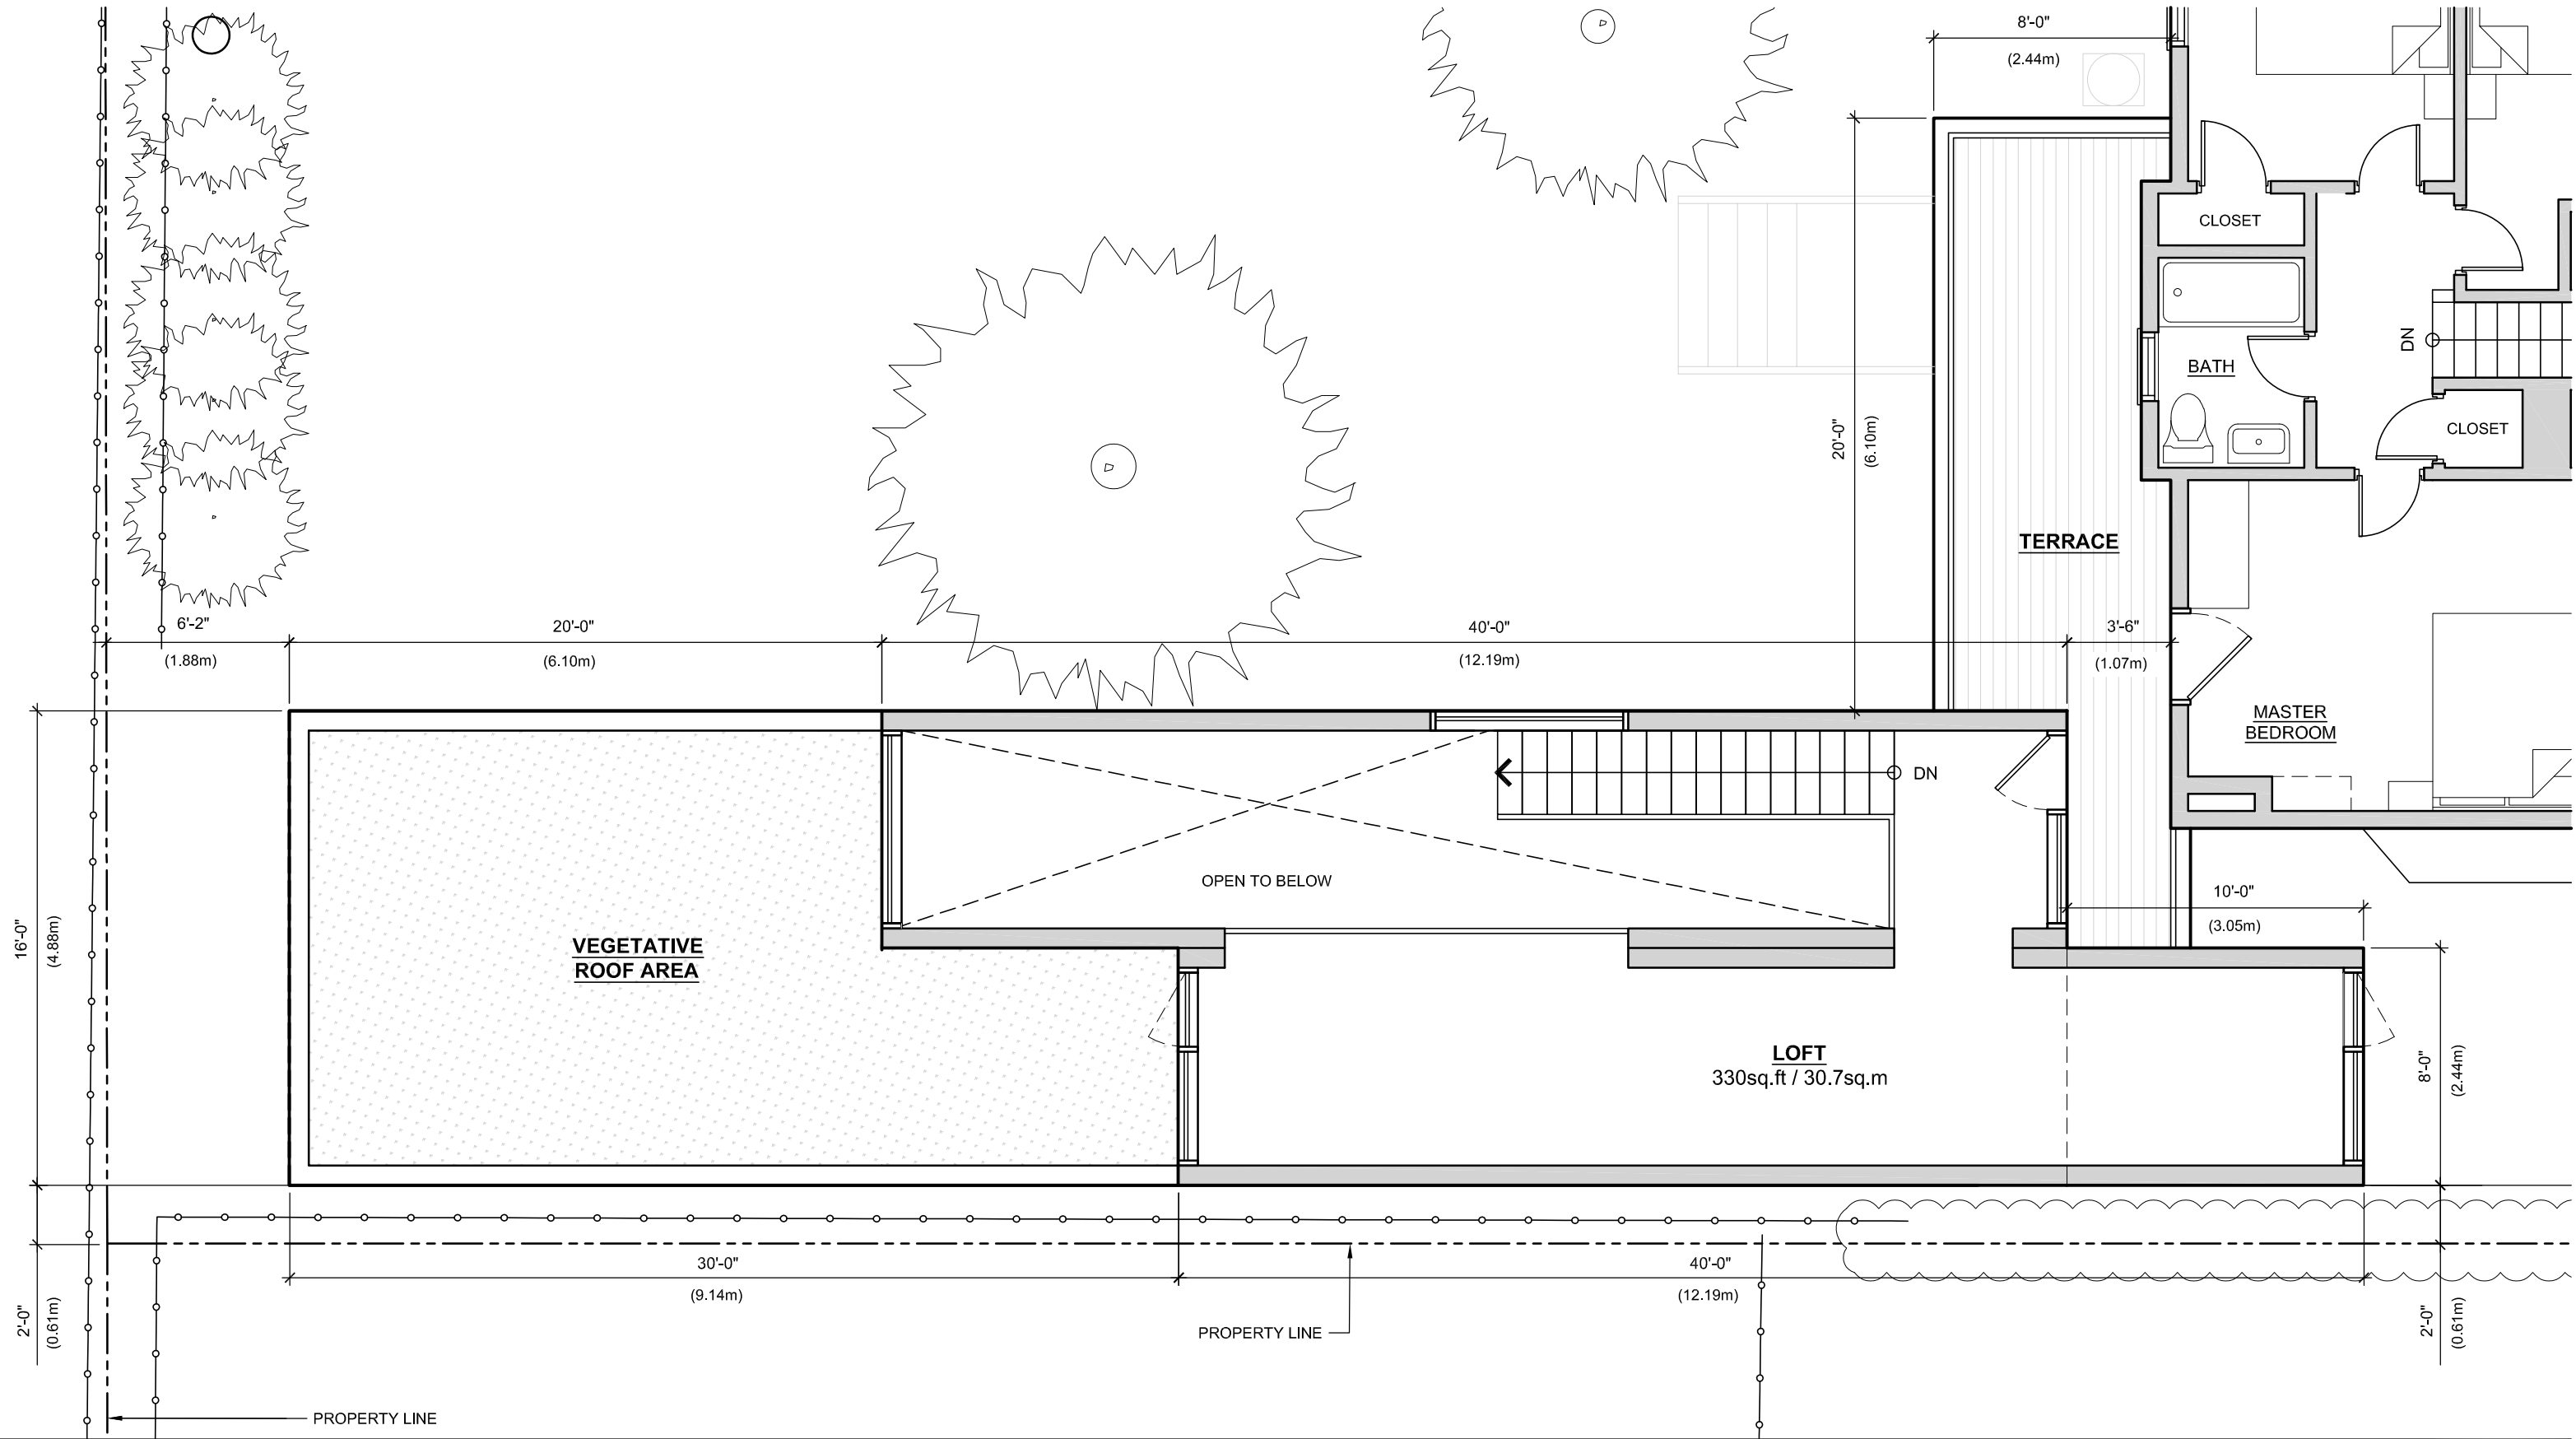 8'-0"
(2.44m)
CLOSET
BATH
DN
CLOSET
20'-0"
(6.10m)
TERRACE
6'-2"
(1.88m)
20'-0"
(6.10m)
40'-0"
(12.19m)
3'-6"
(1.07m)
MASTER
BEDROOM
DN
OPEN TO BELOW
10'-0"
(3.05m)
16'-0"
(4.88m)
VEGETATIVE
ROOF AREA
LOFT
330sq.ft / 30.7sq.m
8'-0"
(2.44m)
30'-0"
(9.14m)
40'-0"
(12.19m)
2'-0"
(0.61m)
2'-0"
(0.61m)
PROPERTY LINE
PROPERTY LINE